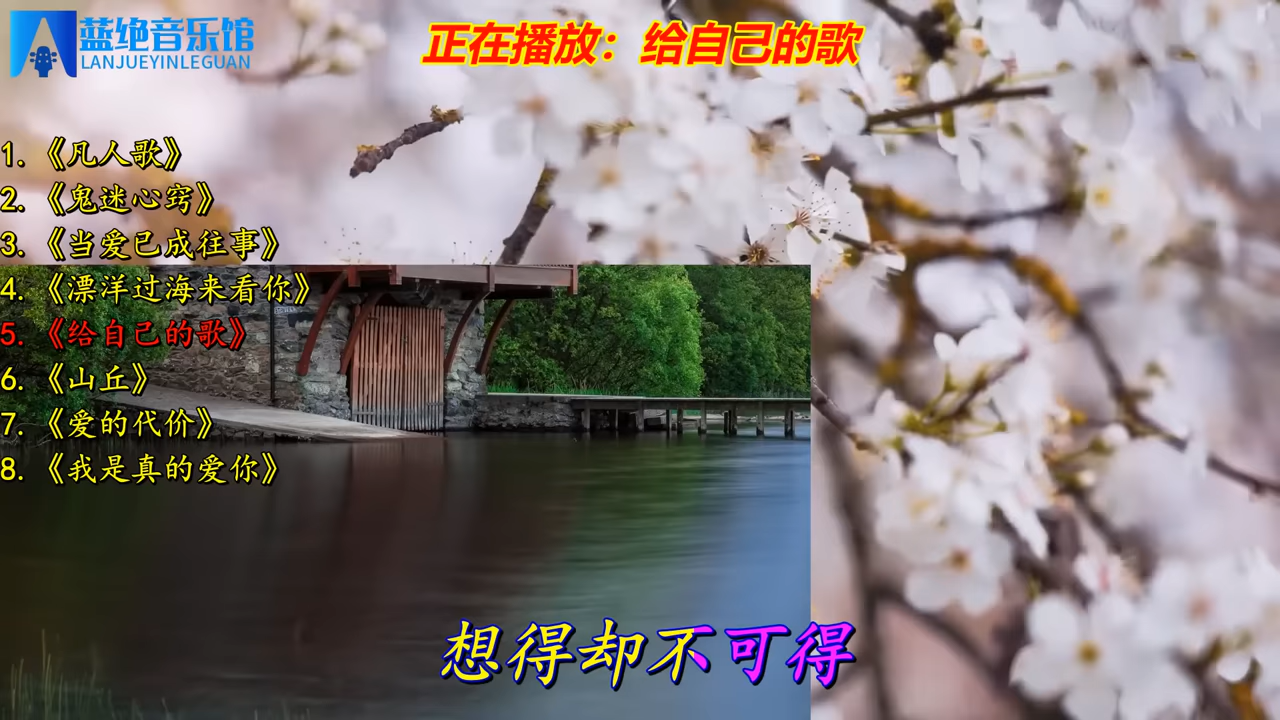 蓝绝音乐馆
LANJUEYINLEGUAN
正在播放：给自己的歌
1.《凡人歌》
2.《鬼迷心窍》
3.《当爱已成往事》
4.《漂洋过海来看你》
5.《给自己的歌》
6.《山丘》
7.《爱的代价》
8.《我是真的爱你》
想得却不可得